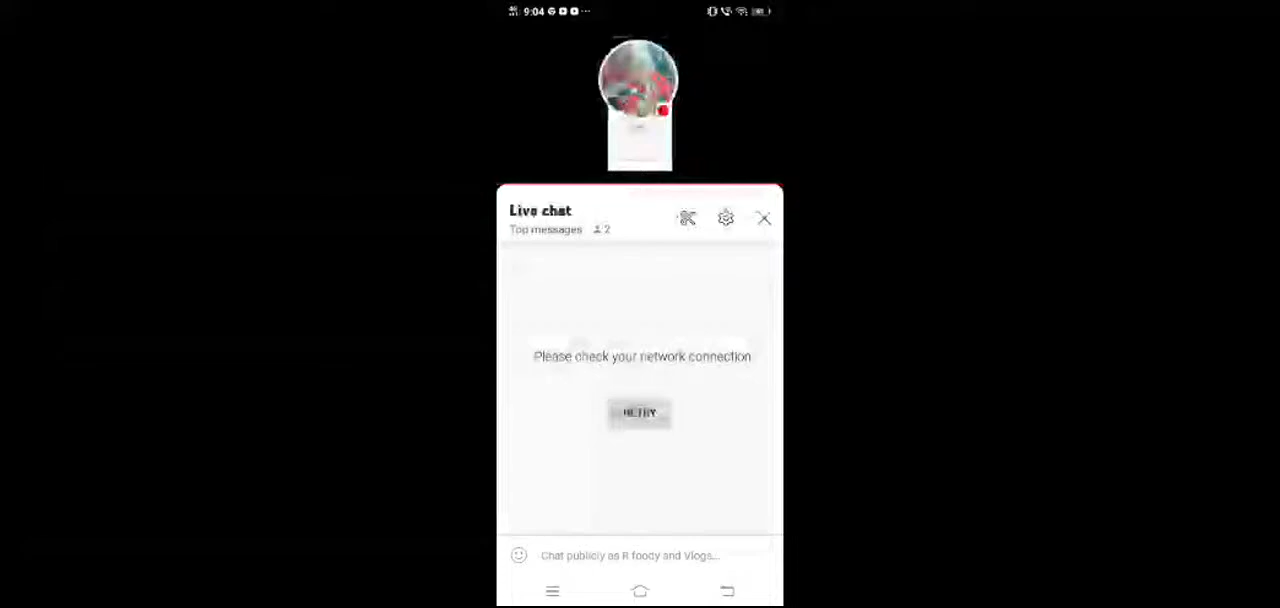 9:04
Live chat
Top messages 2
Please check your network connection
RETRY
Chat publicly as R foody and Vlogs...